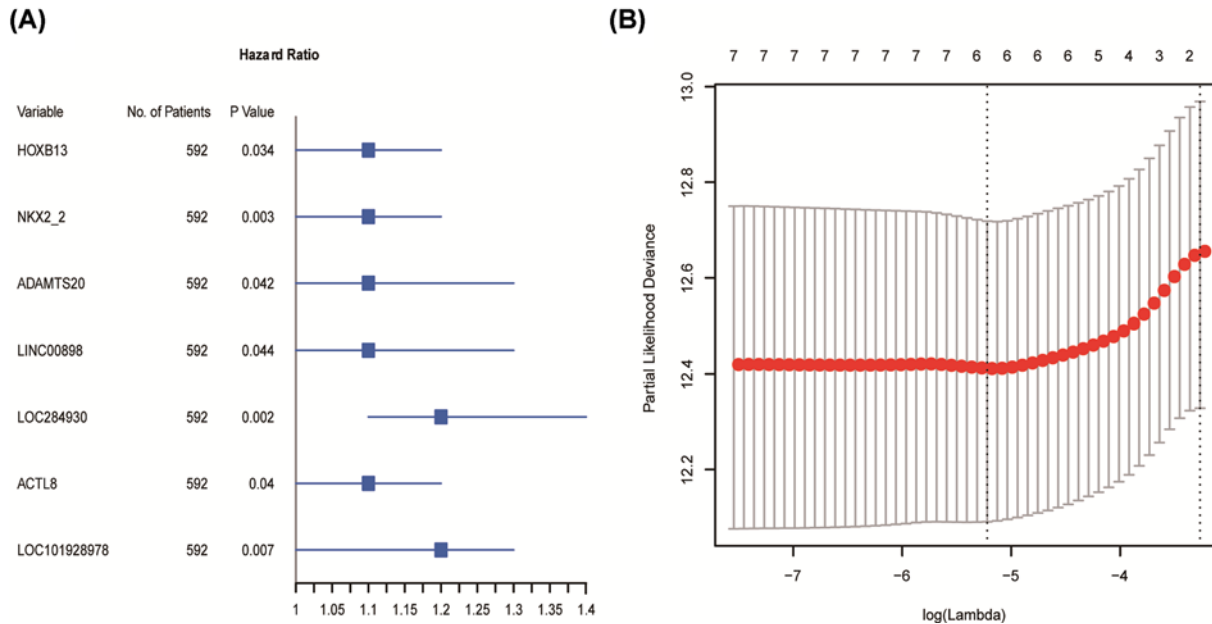 (A)
Hazard Ratio
Variable No. of Patients P Value
HOXB13 592 0.034
NKX2_2 592 0.003
ADAMTS20 592 0.042
LINC00898 592 0.044
LOC284930 592 0.002
ACTL8 592 0.04
LOC101928978 592 0.007
1 1.05 1.1 1.15 1.2 1.25 1.3 1.35 1.4
(B)
7 7 7 7 7 7 7 7 6 6 6 6 5 4 3 2
13.0
12.8
12.6
12.4
12.2
Partial Likelihood Deviance
-7 -6 -5 -4
log(Lambda)